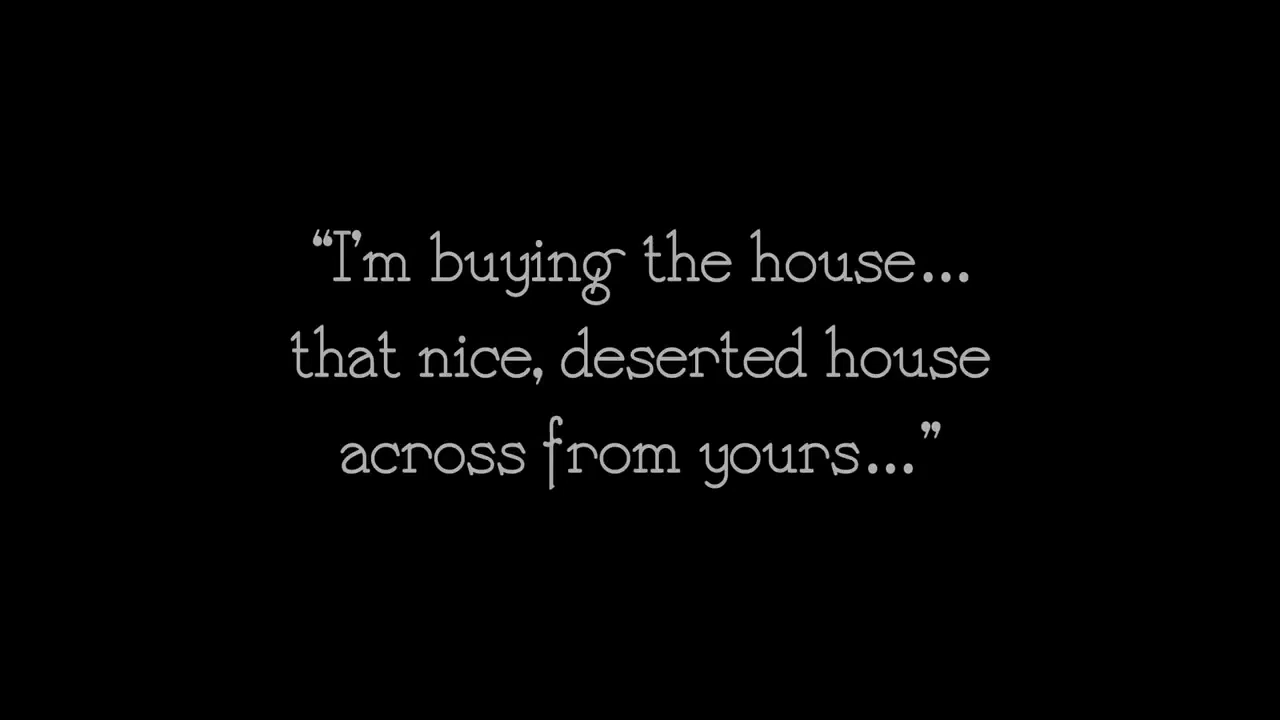 “I’m buying the house...
that nice, deserted house
across from yours...”